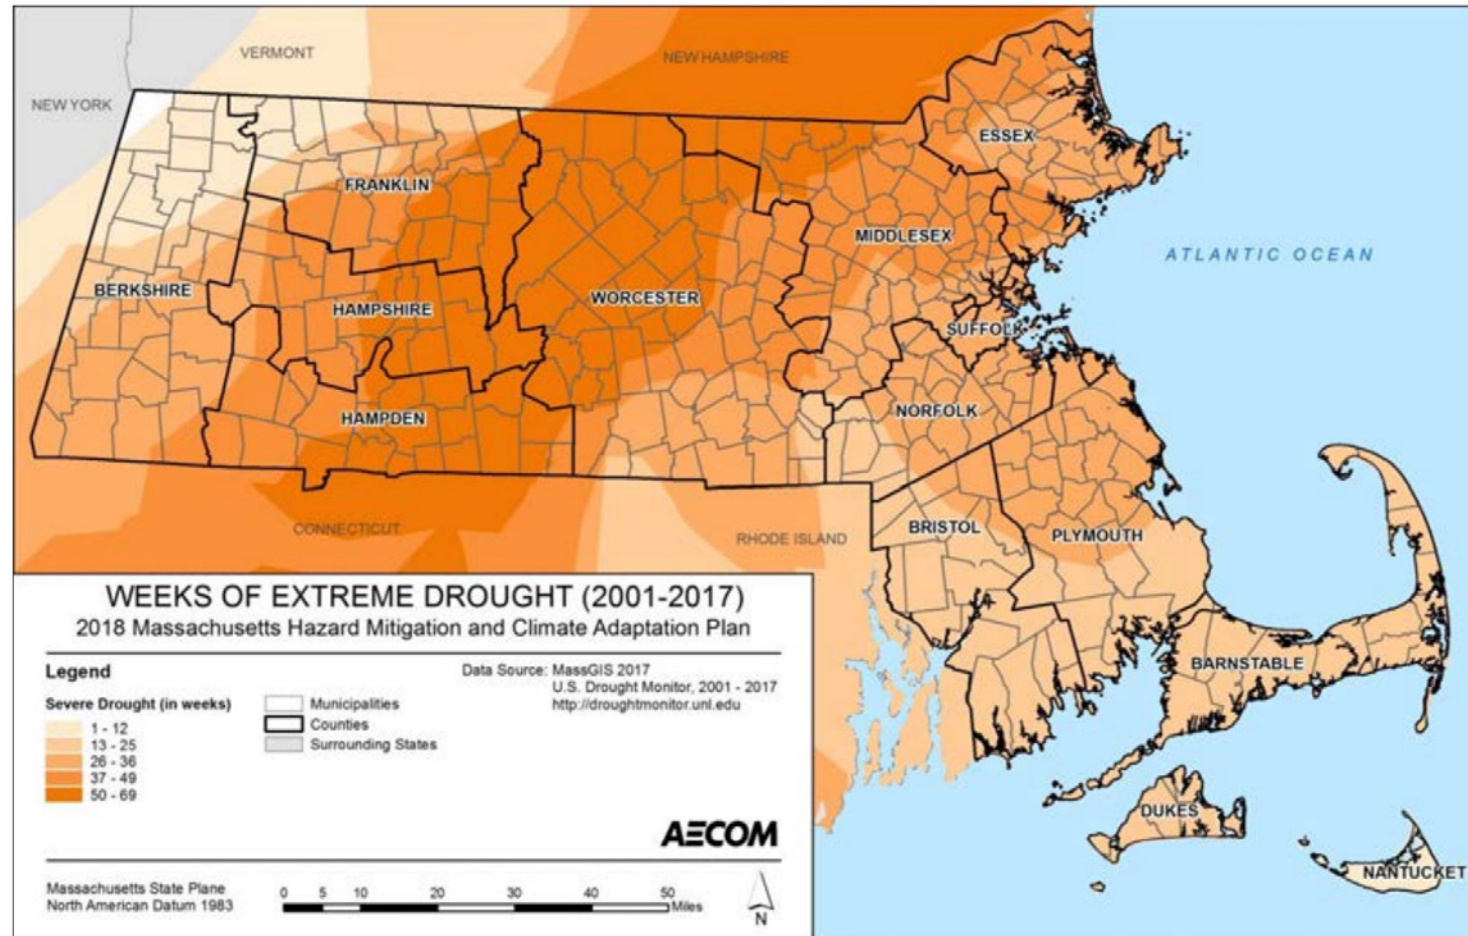 VERMONT
NEW HAMPSHIRE
NEW YORK
ESSEX
FRANKLIN
MIDDLESEX
ATLANTIC OCEAN
BERKSHIRE
HAMPSHIRE
WORCESTER
SUFFOLK
HAMPDEN
NORFOLK
CONNECTICUT
RHODE ISLAND
BRISTOL
PLYMOUTH
BARNSTABLE
DUKES
NANTUCKET
WEEKS OF EXTREME DROUGHT (2001-2017)
2018 Massachusetts Hazard Mitigation and Climate Adaptation Plan
Legend
Severe Drought (in weeks)
1 - 12
13 - 25
26 - 36
37 - 49
50 - 69
Municipalities
Counties
Surrounding States
Data Source: MassGIS 2017
U.S. Drought Monitor, 2001 - 2017
http://droughtmonitor.unl.edu
AECOM
Massachusetts State Plane
North American Datum 1983
0 5 10 20 30 40 50 Miles
N